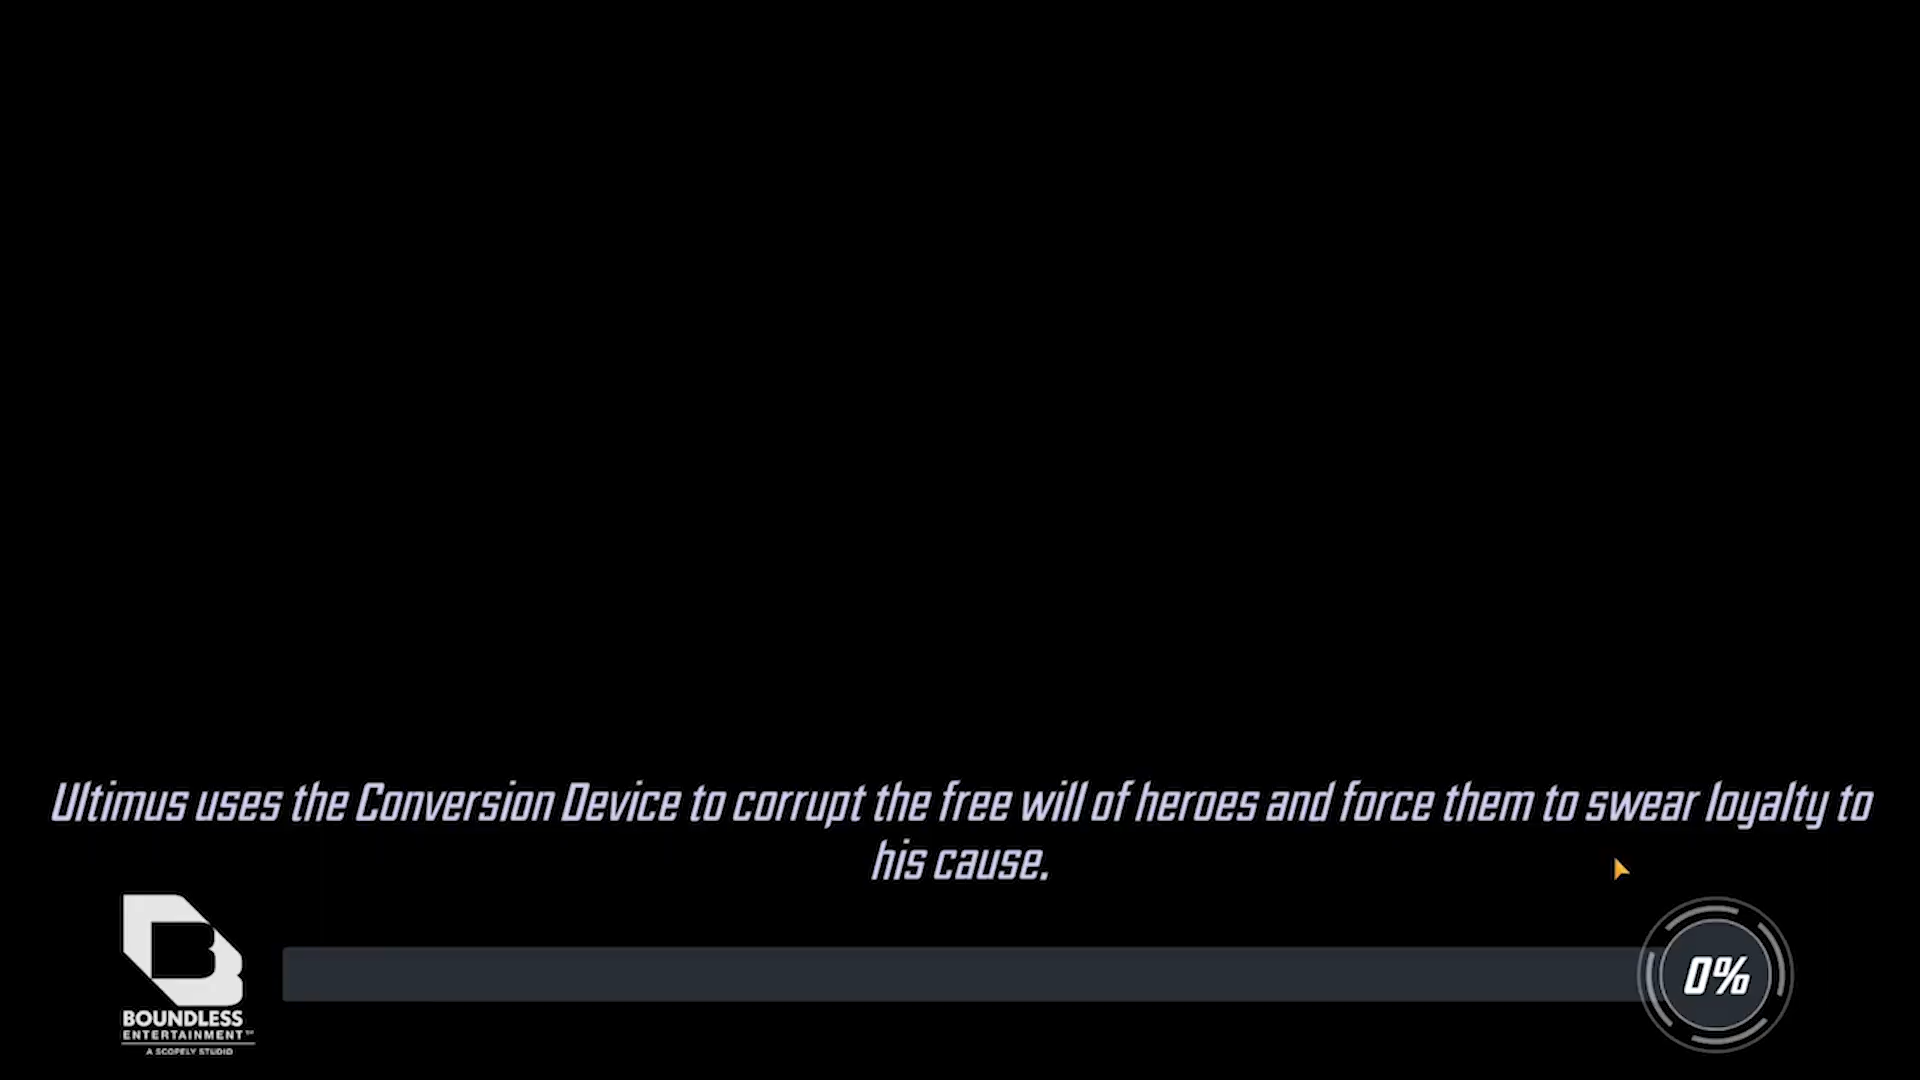 Ultimus uses the Conversion Device to corrupt the free will of heroes and force them to swear loyalty to
his cause.
0%
BOUNDLESS
ENTERTAINMENT™
A SCOPELY STUDIO